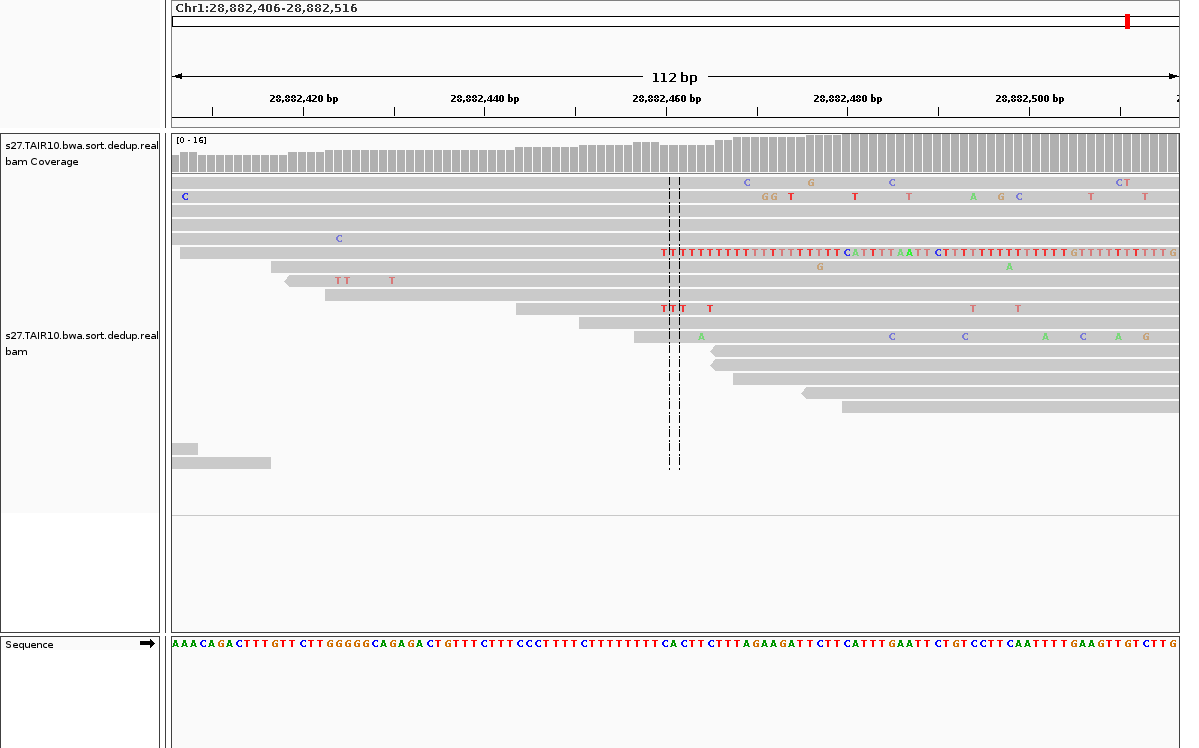 Chr1:28,882,406-28,882,516
112 bp
28,882,420 bp 28,882,440 bp 28,882,460 bp 28,882,480 bp 28,882,500 bp 2
s27.TAIR10.bwa.sort.dedup.real
bam Coverage
[0 - 16]
C G C C T
C G G T T T A G C T T
C
TTTTTTTTTTTTTTTTTTTTCATTTTAATTCTTTTTTTTTTTTTTGTTTTTTTTTTG
G A
T T T
T T T T T T
s27.TAIR10.bwa.sort.dedup.real
bam
A C C A C A G
Sequence
AAACAGACTTTGTTCTTGGGGGCAGAGACTGTTTCTTTCCCTTTTCTTTTTTTTCACTTCTTTAGAAGATTCTTCATTTGAATTCTGTCCTTCAATTTTGAAGTTGTCTTG